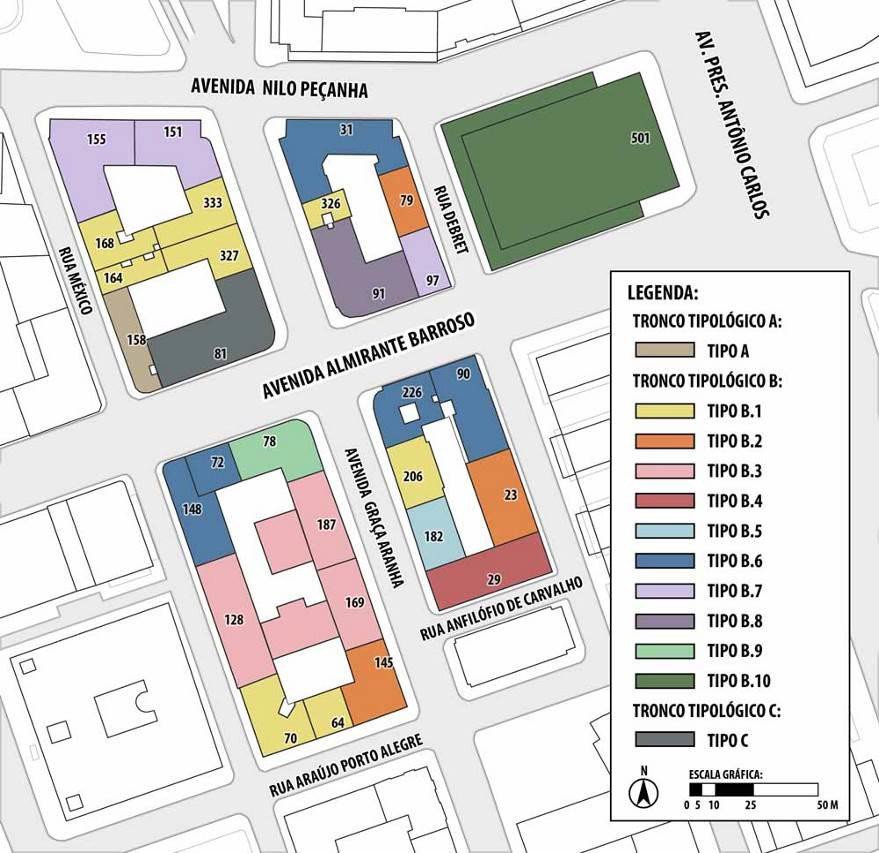 AVENIDA NILO PEÇANHA
AV. PRES. ANTÔNIO CARLOS
155
151
31
501
333
326
79
RUA DEBRET
168
327
RUA MÉXICO
164
97
91
158
81
AVENIDA ALMIRANTE BARROSO
226
90
78
72
206
AVENIDA GRAÇA ARANHA
148
23
187
182
29
128
169
RUA ANFILÓFIO DE CARVALHO
145
64
70
RUA ARAÚJO PORTO ALEGRE
LEGENDA:
TRONCO TIPOLÓGICO A:
TIPO A
TRONCO TIPOLÓGICO B:
TIPO B.1
TIPO B.2
TIPO B.3
TIPO B.4
TIPO B.5
TIPO B.6
TIPO B.7
TIPO B.8
TIPO B.9
TIPO B.10
TRONCO TIPOLÓGICO C:
TIPO C
N
ESCALA GRÁFICA:
0 5 10 25 50 M